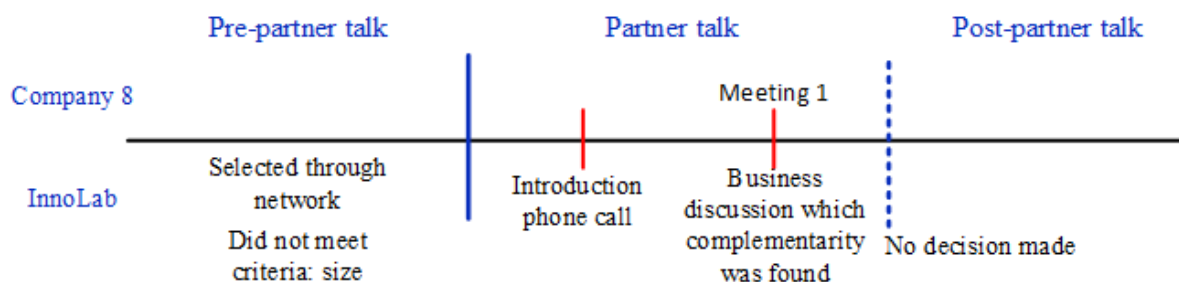 Pre-partner talk
Partner talk
Post-partner talk
Company 8
Meeting 1
InnoLab
Selected through
network
Did not meet
criteria: size
Introduction
phone call
Business
discussion which
complementarity
was found
No decision made